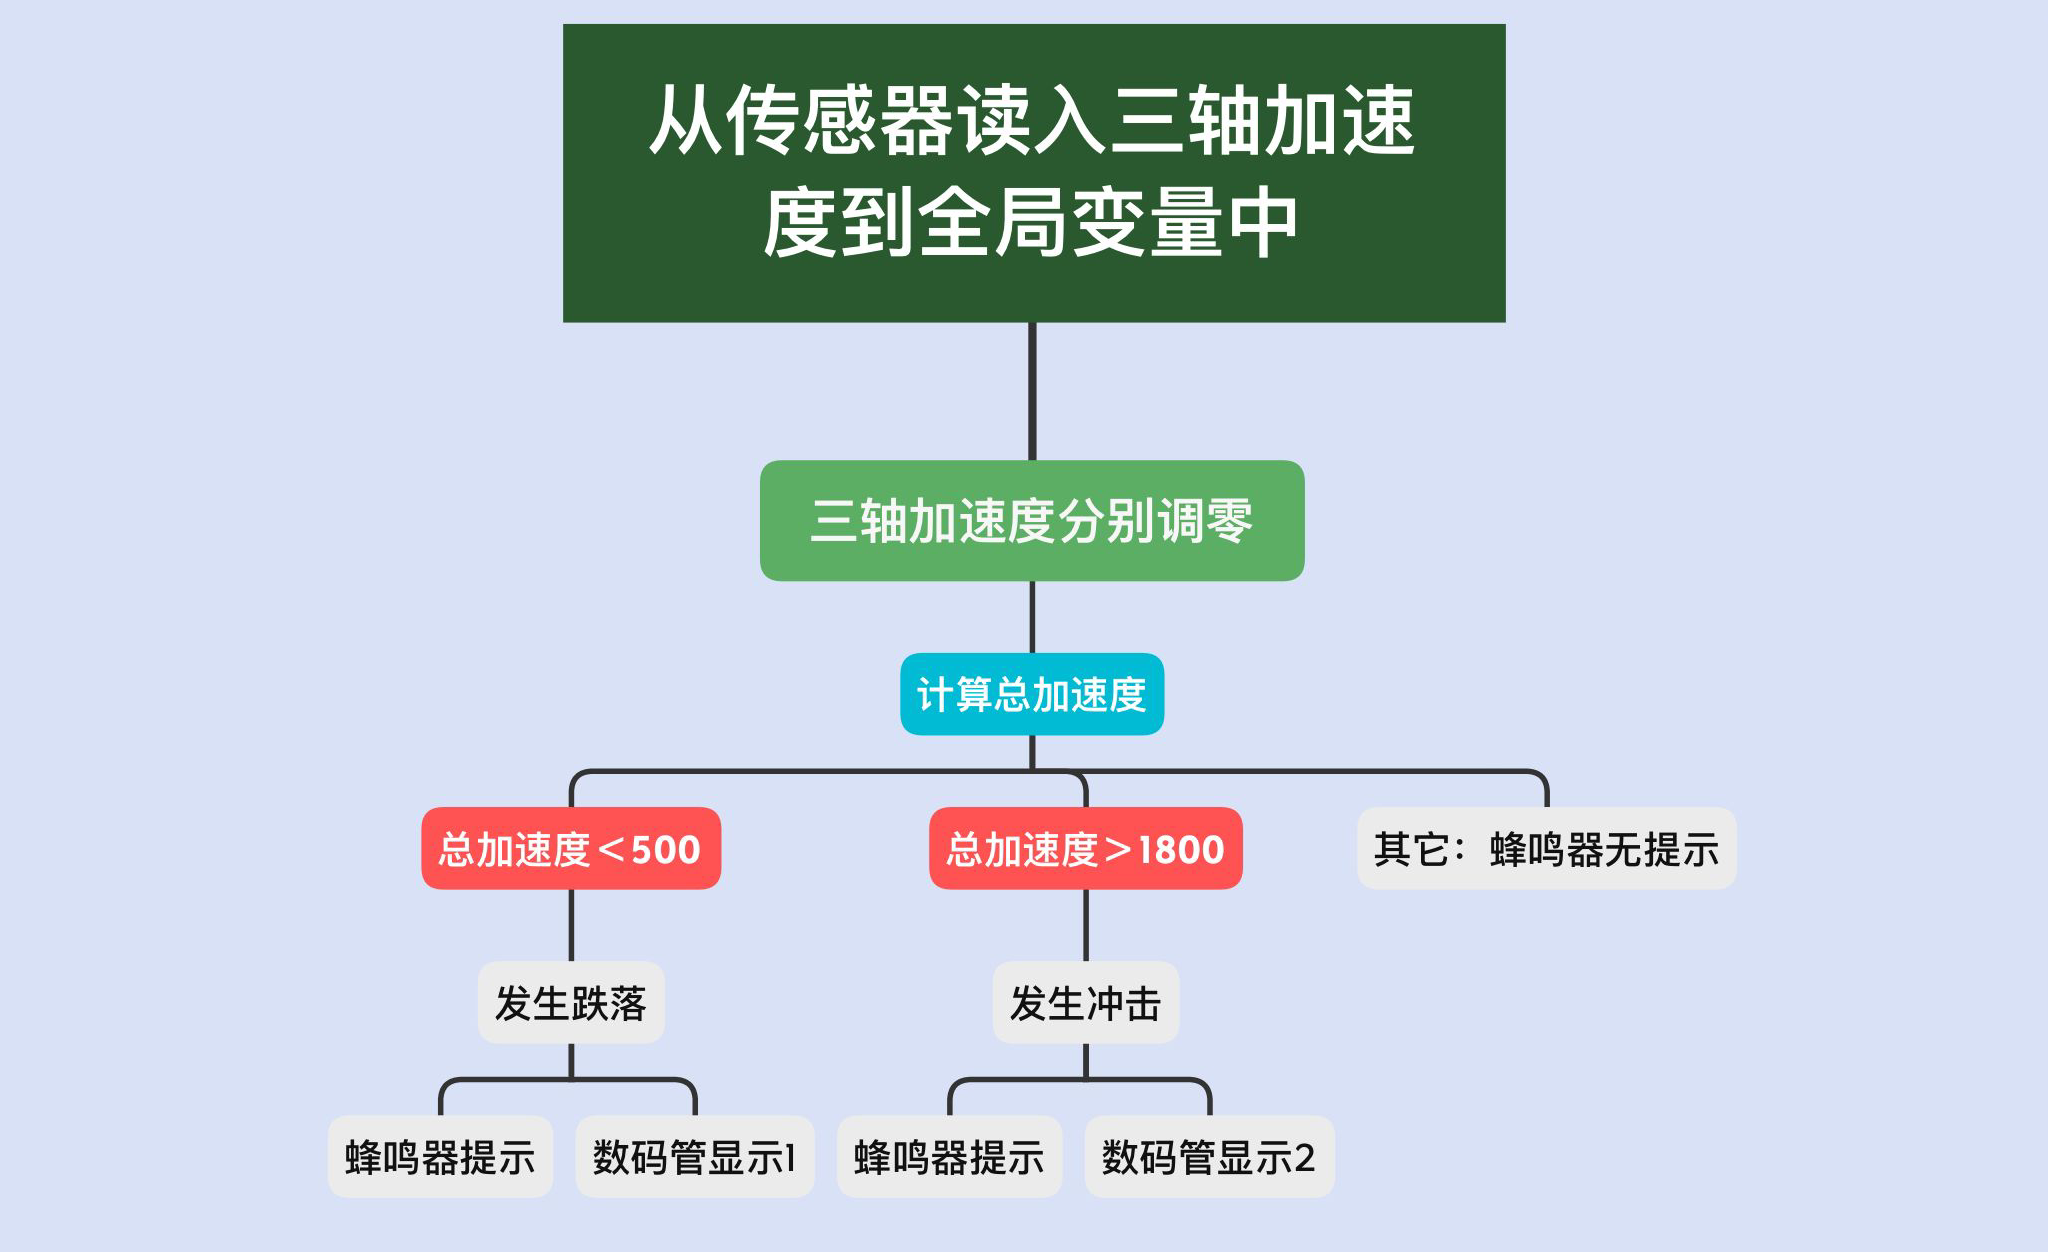 从传感器读入三轴加速
度到全局变量中
三轴加速度分别调零
计算总加速度
总加速度<500
总加速度>1800
其它：蜂鸣器无提示
发生跌落
发生冲击
蜂鸣器提示
数码管显示1
蜂鸣器提示
数码管显示2